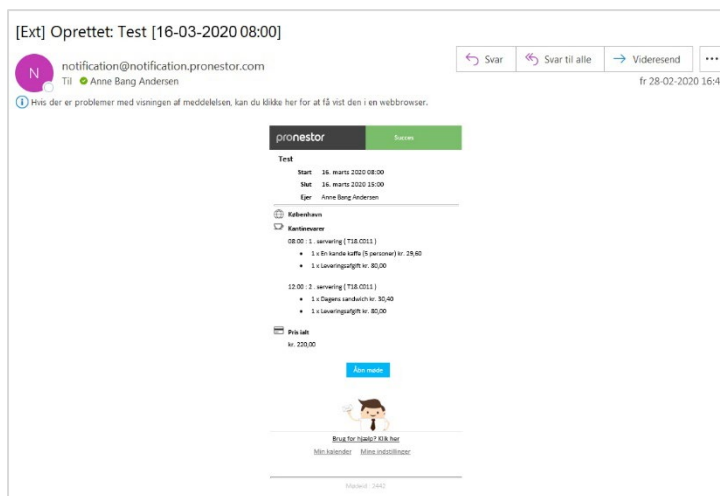 [Ext] Oprettet: Test [16-03-2020 08:00]
N
notification@notification.pronestor.com
Til Anne Bang Andersen
Svar
Svar til alle
Videresend
fr 28-02-2020 16:4
Hvis der er problemer med visningen af meddelelsen, kan du klikke her for at få vist den i en webbrowser.
pronestor
Succes
Test
Start 16. marts 2020 08:00
Slut 16. marts 2020 15:00
Ejer Anne Bang Andersen
København
Kantinevarer
08:00 : 1 . servering ( T18.C011 )
1 x En kande kaffe (5 personer) kr. 29,60
1 x Leveringsafgift kr. 80,00
12:00 : 2 . servering ( T18.C011 )
1 x Dagens sandwich kr. 30,40
1 x Leveringsafgift kr. 80,00
Pris ialt
kr. 220,00
Åbn møde
Brug for hjælp? Klik her
Min kalender Mine indstillinger